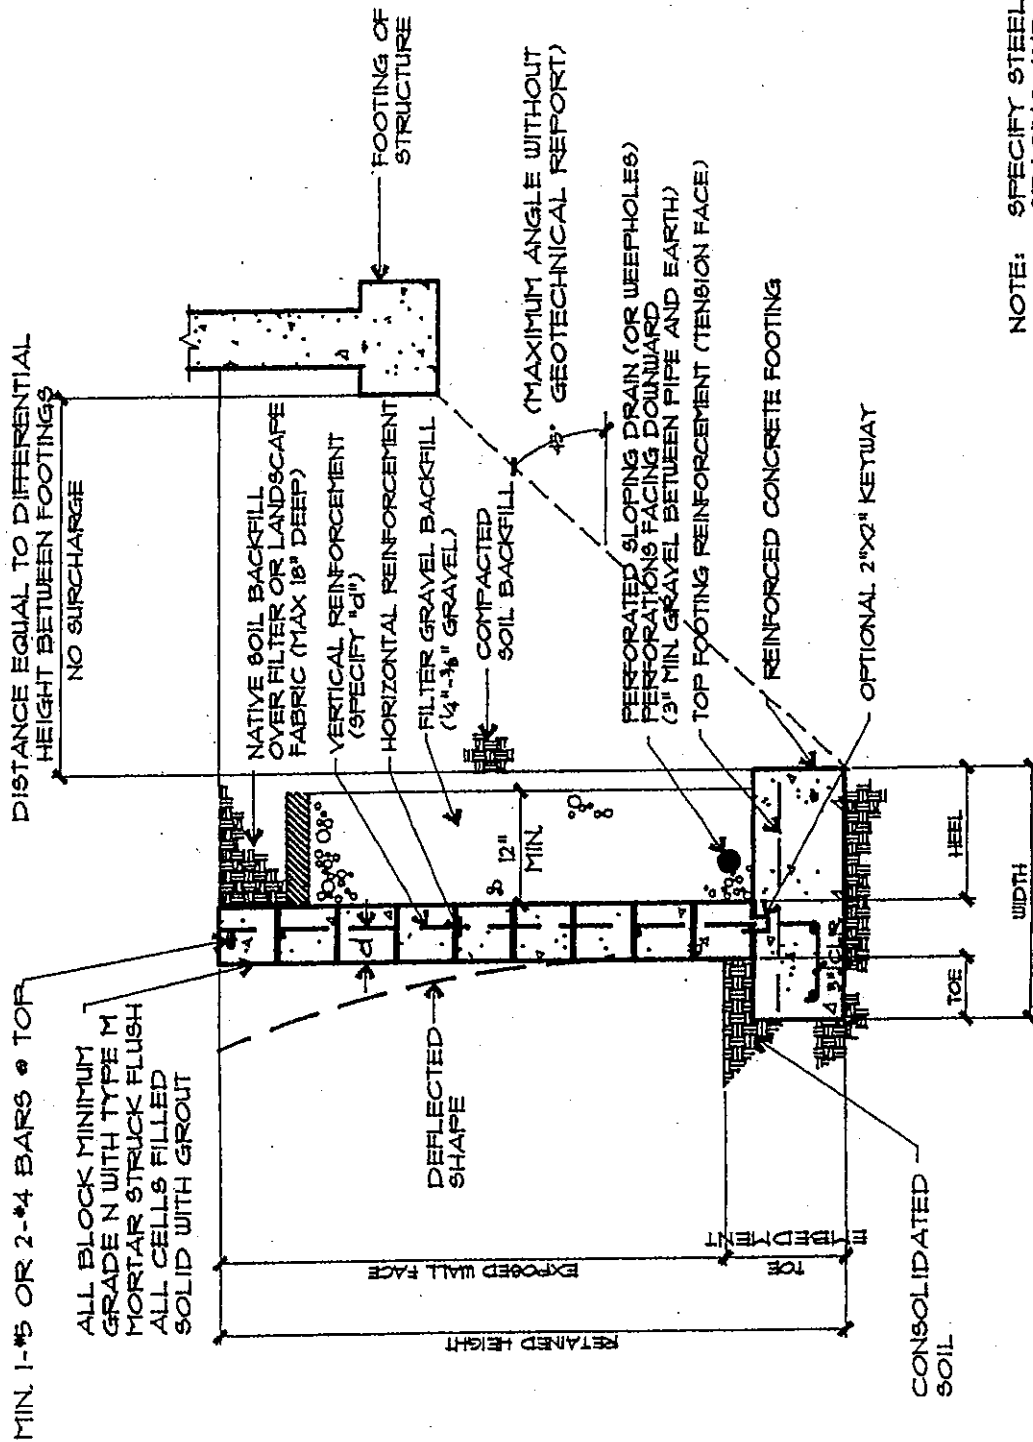 MIN. 1-#5 OR 2-#4 BARS @ TOP
ALL BLOCK MINIMUM
GRADE N WITH TYPE M
MORTAR STRUCK FLUSH
ALL CELLS FILLED
SOLID WITH GROUT
DEFLECTED
SHAPE
EXPOSED WALL FACE
TOE
EMBEDMENT
RETAINED HEIGHT
CONSOLIDATED
SOIL
DISTANCE EQUAL TO DIFFERENTIAL
HEIGHT BETWEEN FOOTINGS
NO SURCHARGE
NATIVE SOIL BACKFILL
OVER FILTER OR LANDSCAPE
FABRIC (MAX 18" DEEP)
VERTICAL REINFORCEMENT
(SPECIFY "d")
HORIZONTAL REINFORCEMENT
FILTER GRAVEL BACKFILL
(1/4"-3/8" GRAVEL)
COMPACTED
SOIL BACKFILL
12"
MIN.
d
FOOTING OF
STRUCTURE
45°
(MAXIMUM ANGLE WITHOUT
GEOTECHNICAL REPORT)
PERFORATED SLOPING DRAIN (OR WEEPHOLES)
PERFORATIONS FACING DOWNWARD
(3" MIN. GRAVEL BETWEEN PIPE AND EARTH)
TOP FOOTING REINFORCEMENT (TENSION FACE)
REINFORCED CONCRETE FOOTING
OPTIONAL 2"X2" KEYWAY
3" CLR
TOE
HEEL
WIDTH
NOTE: SPECIFY STEEL